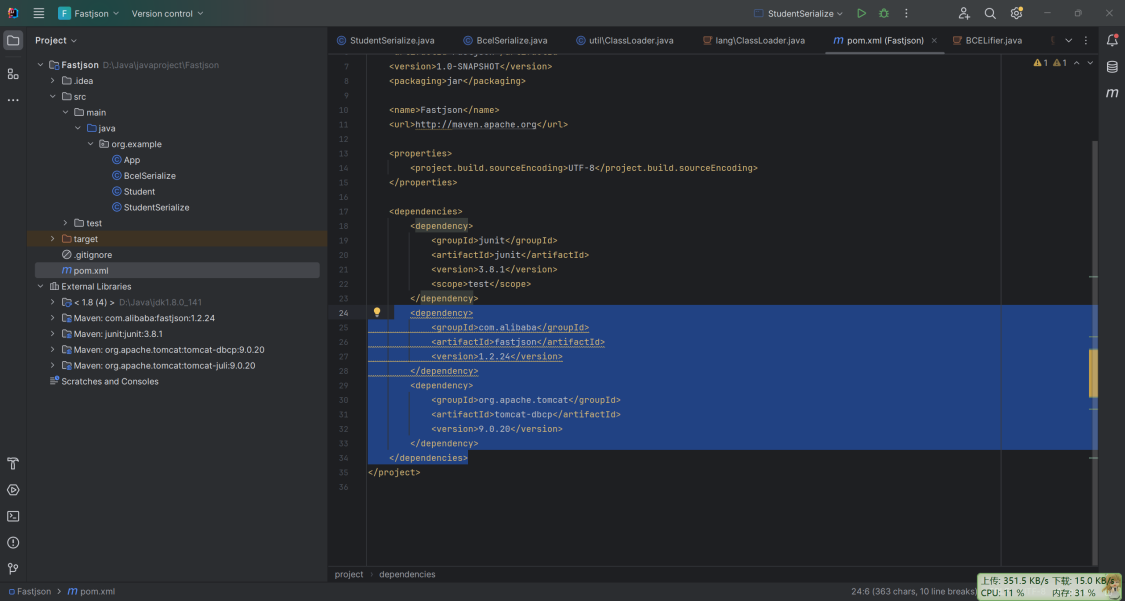 Fastjson
Version control
StudentSerialize
Project
StudentSerialize.java
BcelSerialize.java
util\ClassLoader.java
lang\ClassLoader.java
pom.xml (Fastjson)
BCELifier.java
Fastjson D:\Java\javaproject\Fastjson
.idea
src
main
java
org.example
App
BcelSerialize
Student
StudentSerialize
test
target
.gitignore
pom.xml
External Libraries
< 1.8 (4) > D:\Java\jdk1.8.0_141
Maven: com.alibaba:fastjson:1.2.24
Maven: junit:junit:3.8.1
Maven: org.apache.tomcat:tomcat-dbcp:9.0.20
Maven: org.apache.tomcat:tomcat-juli:9.0.20
Scratches and Consoles
1 1
7 <version>1.0-SNAPSHOT</version>
8 <packaging>jar</packaging>
9
10 <name>Fastjson</name>
11 <url>http://maven.apache.org</url>
12
13 <properties>
14 <project.build.sourceEncoding>UTF-8</project.build.sourceEncoding>
15 </properties>
16
17 <dependencies>
18 <dependency>
19 <groupId>junit</groupId>
20 <artifactId>junit</artifactId>
21 <version>3.8.1</version>
22 <scope>test</scope>
23 </dependency>
24 <dependency>
25 <groupId>com.alibaba</groupId>
26 <artifactId>fastjson</artifactId>
27 <version>1.2.24</version>
28 </dependency>
29 <dependency>
30 <groupId>org.apache.tomcat</groupId>
31 <artifactId>tomcat-dbcp</artifactId>
32 <version>9.0.20</version>
33 </dependency>
34 </dependencies>
35 </project>
36
project › dependencies
Fastjson › pom.xml
24:6 (363 chars, 10 line breaks)
上传: 351.5 KB/s 下载: 15.0 KB/s
CPU: 11 % 内存: 31 %